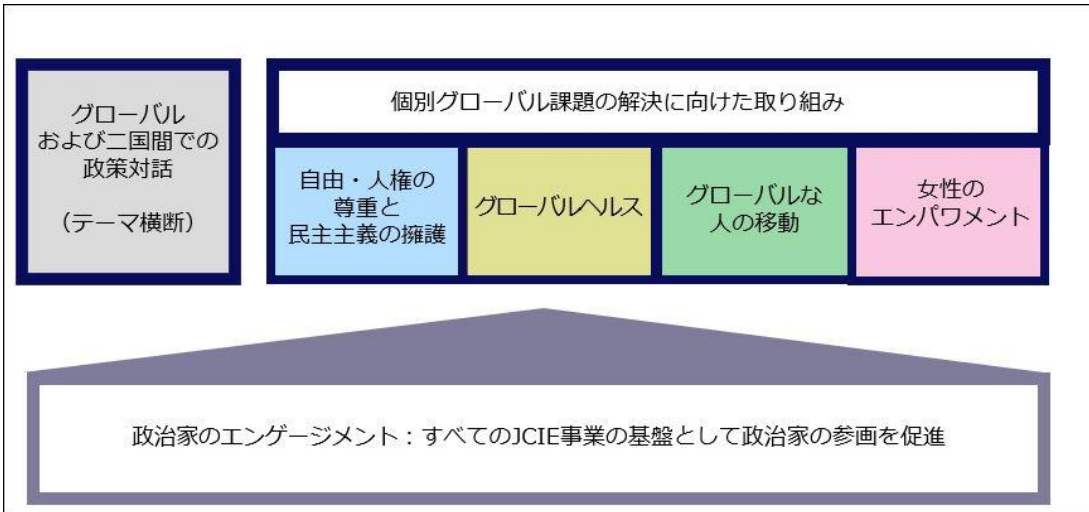 グローバル
および二国間での
政策対話
（テーマ横断）
個別グローバル課題の解決に向けた取り組み
自由・人権の
尊重と
民主主義の擁護
グローバルヘルス
グローバルな
人の移動
女性の
エンパワメント
政治家のエンゲージメント：すべてのJCIE事業の基盤として政治家の参画を促進